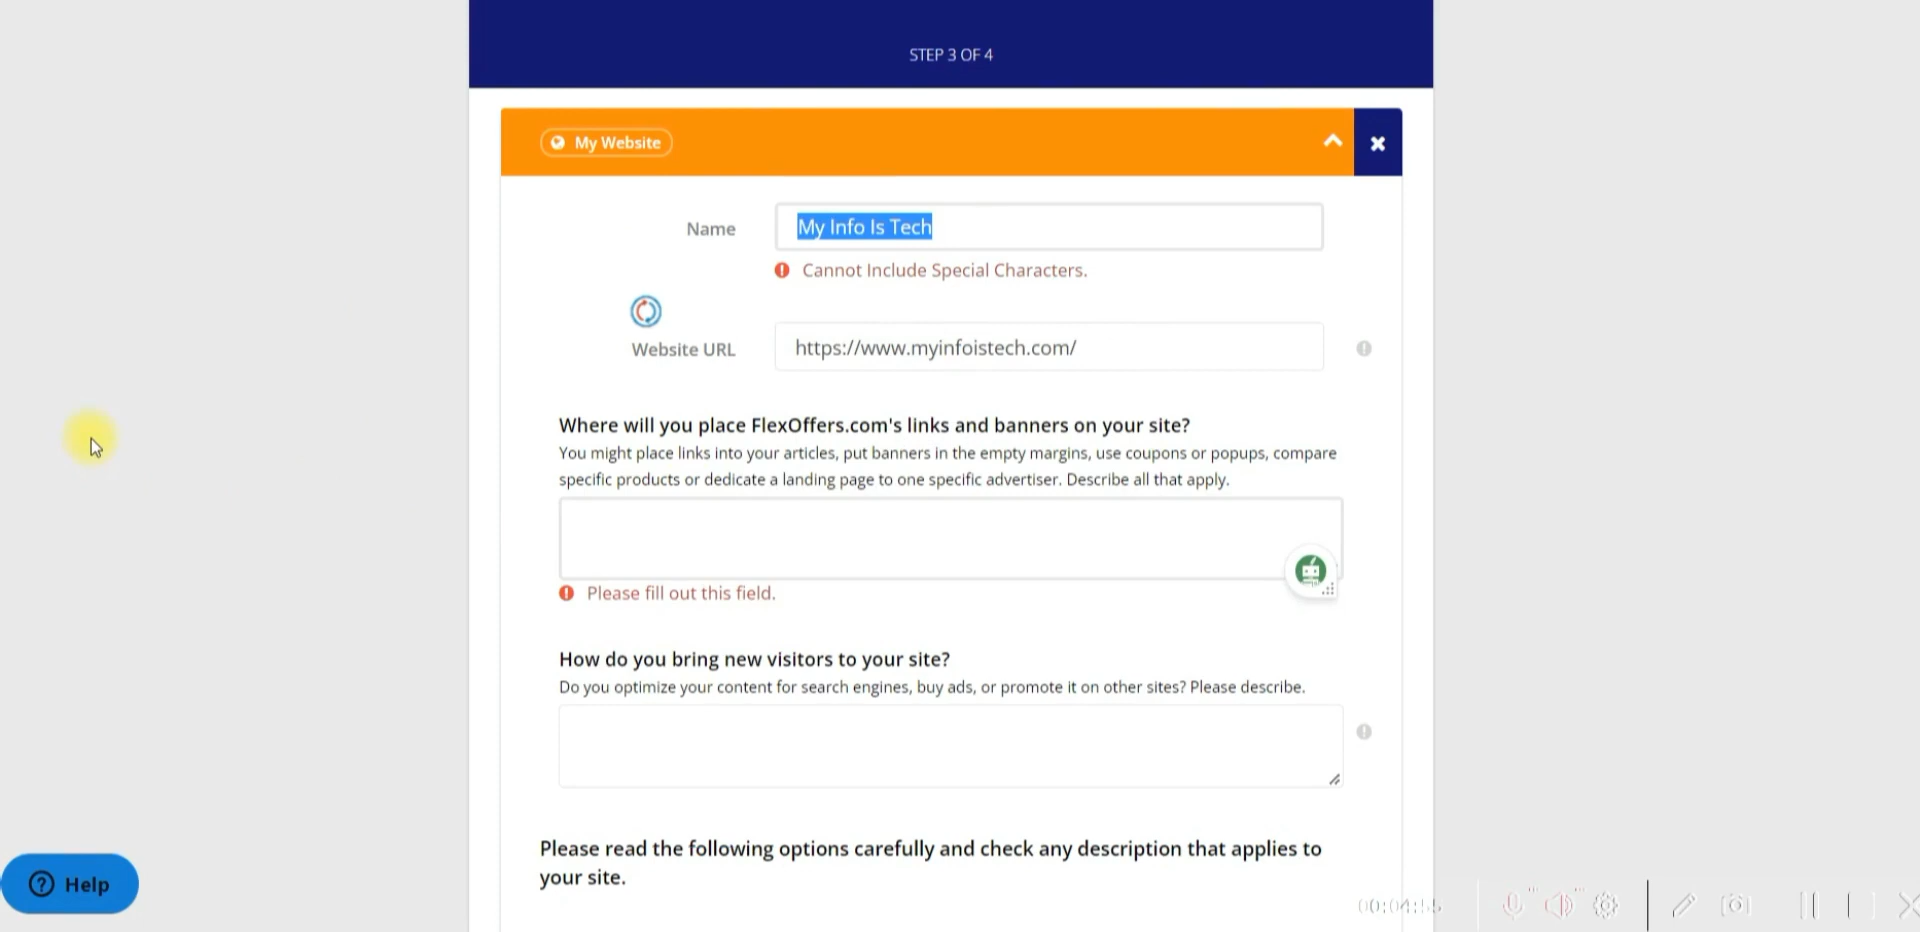 STEP 3 OF 4
My Website
Name
My Info Is Tech
Cannot Include Special Characters.
Website URL
https://www.myinfoistech.com/
Where will you place FlexOffers.com's links and banners on your site?
You might place links into your articles, put banners in the empty margins, use coupons or popups, compare
specific products or dedicate a landing page to one specific advertiser. Describe all that apply.
Please fill out this field.
How do you bring new visitors to your site?
Do you optimize your content for search engines, buy ads, or promote it on other sites? Please describe.
Please read the following options carefully and check any description that applies to
your site.
Help
00:04:55